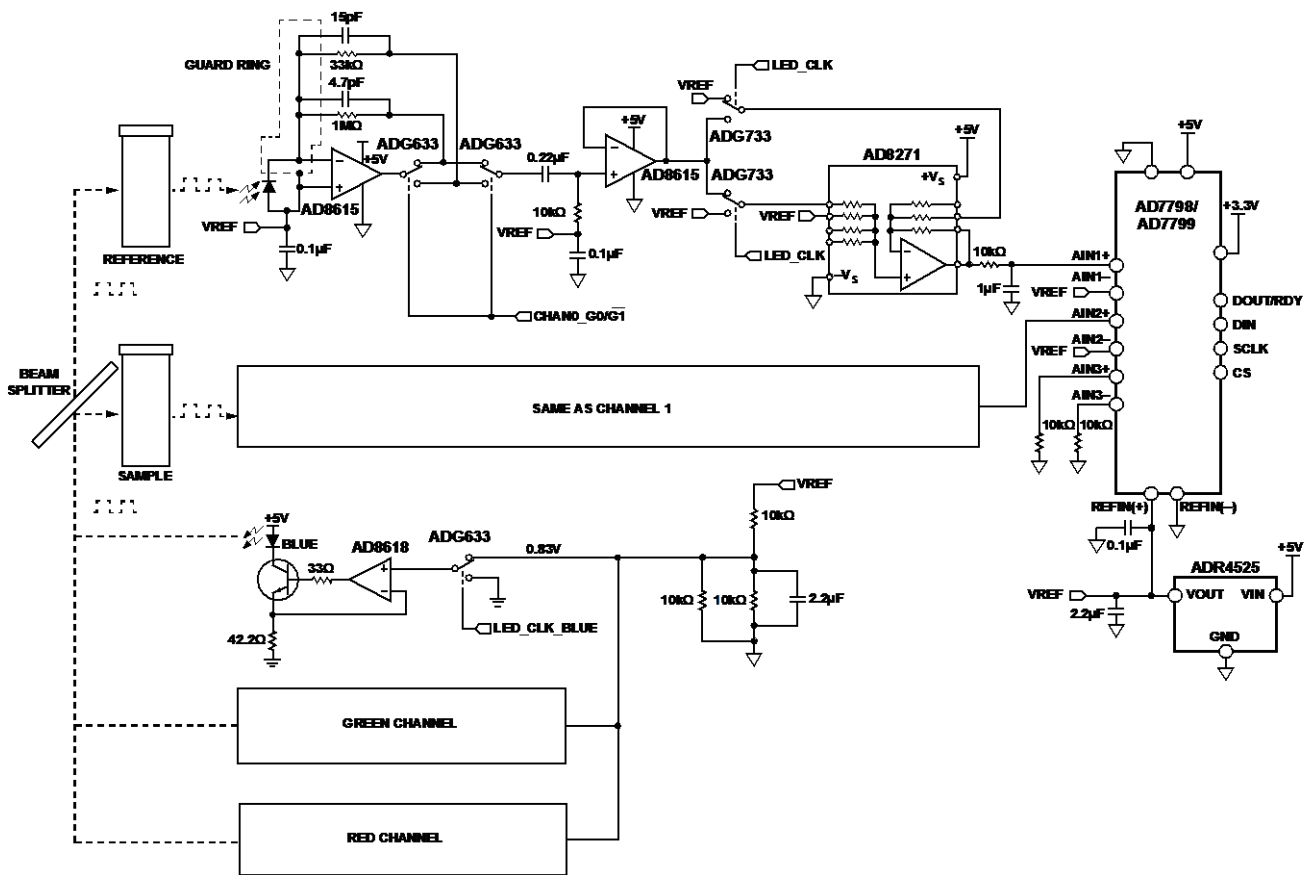 15pF
GUARD RING
33kΩ
4.7pF
1MΩ
+5V
AD8615
VREF
0.1µF
REFERENCE
ADG633
ADG633
0.22µF
10kΩ
VREF
0.1µF
CHAN0_G0/G1
+5V
AD8615
LED_CLK
VREF
ADG733
ADG733
VREF
LED_CLK
+5V
AD8271
+VS
VREF
–VS
10kΩ
1µF
+5V
AD7798/
AD7799
+3.3V
AIN1+
AIN1–
VREF
AIN2+
AIN2–
VREF
AIN3+
AIN3–
DOUT/RDY
DIN
SCLK
CS
10kΩ
10kΩ
BEAM
SPLITTER
SAME AS CHANNEL 1
SAMPLE
REFIN(+)
REFIN(–)
0.1µF
ADR4525
+5V
VREF
VOUT
VIN
2.2µF
GND
+5V
BLUE
33Ω
AD8618
ADG633
0.83V
VREF
10kΩ
10kΩ
10kΩ
2.2µF
42.2Ω
LED_CLK_BLUE
GREEN CHANNEL
RED CHANNEL